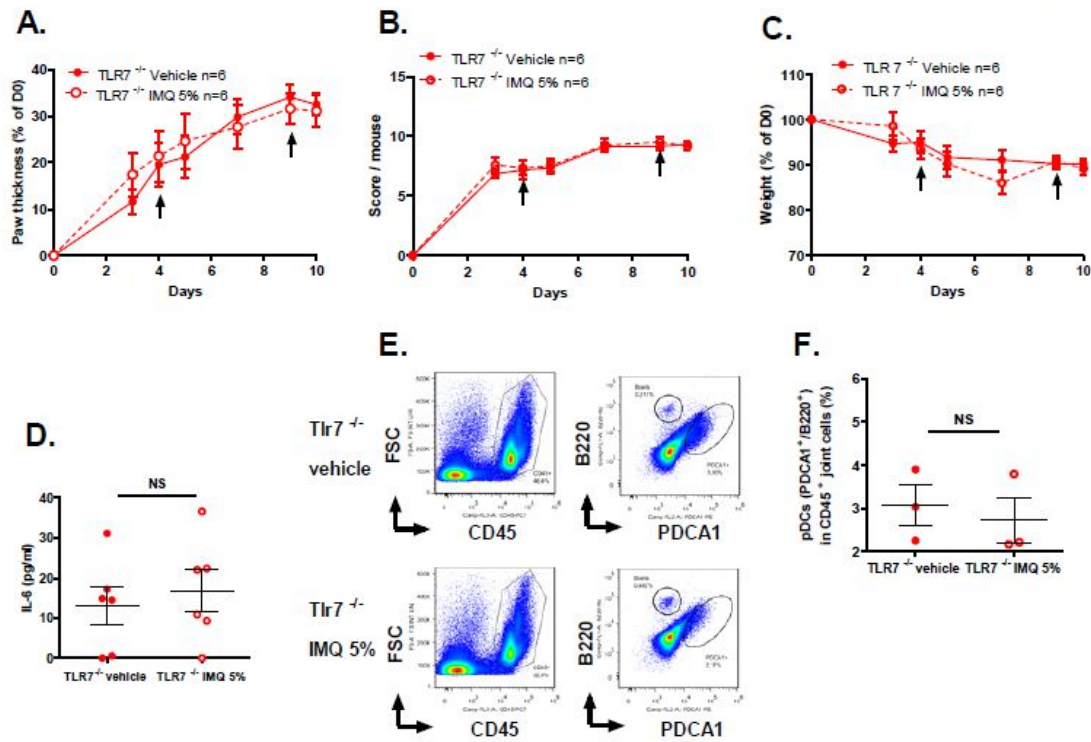 A.
TLR7 -/- Vehicle n=6
TLR7 -/- IMQ 5% n=6
Paw thickness (% of D0)
40
30
20
10
0
0 2 4 6 8 10
Days
B.
TLR7 -/- Vehicle n=6
TLR7 -/- IMQ 5% n=6
Score / mouse
15
10
5
0
0 2 4 6 8 10
Days
C.
TLR 7 -/- Vehicle n=6
TLR 7 -/- IMQ 5% n=6
Weight (% of D0)
110
100
90
80
70
0 2 4 6 8 10
Days
D.
NS
IL-6 (pg/ml)
40
30
20
10
0
TLR7-/- vehicle
TLR7 -/- IMQ 5%
E.
Tlr7 -/-
vehicle
FSC
CD45
B220
PDCA1
Tlr7 -/-
IMQ 5%
FSC
CD45
B220
PDCA1
F.
NS
pDCs (PDCA1+/B220+)
in CD45 + joint cells (%)
6
5
4
3
2
TLR7 -/- vehicle
TLR7 -/- IMQ 5%